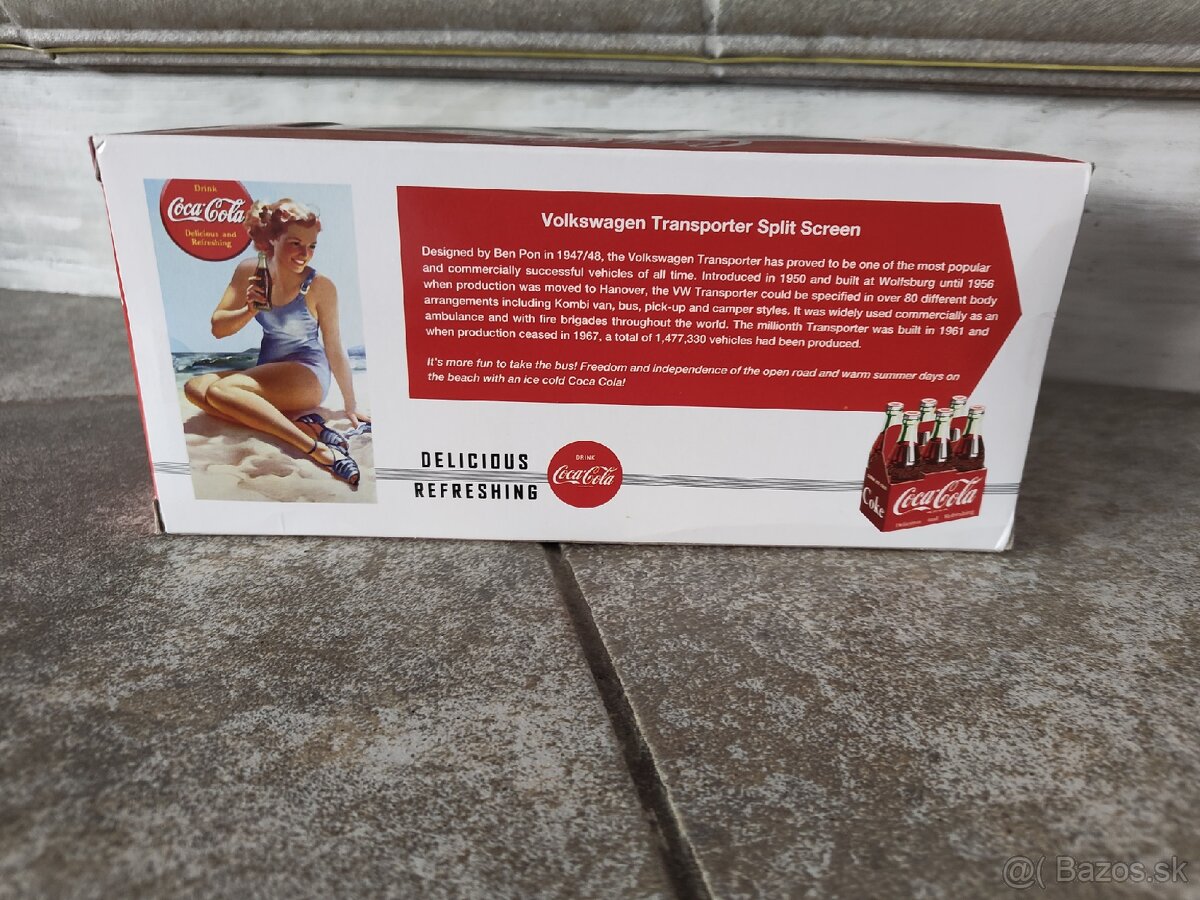 Drink
Coca-Cola
Delicious and
Refreshing
Volkswagen Transporter Split Screen
Designed by Ben Pon in 1947/48, the Volkswagen Transporter has proved to be one of the most popular
and commercially successful vehicles of all time. Introduced in 1950 and built at Wolfsburg until 1956
when production was moved to Hanover, the VW Transporter could be specified in over 80 different body
arrangements including Kombi van, bus, pick-up and camper styles. It was widely used commercially as an
ambulance and with fire brigades throughout the world. The millionth Transporter was built in 1961 and
when production ceased in 1967, a total of 1,477,330 vehicles had been produced.
It's more fun to take the bus! Freedom and independence of the open road and warm summer days on
the beach with an ice cold Coca Cola!
DELICIOUS
REFRESHING
DRINK
Coca-Cola
Coke
Coca-Cola
Delicious and Refreshing
@( Bazos.sk